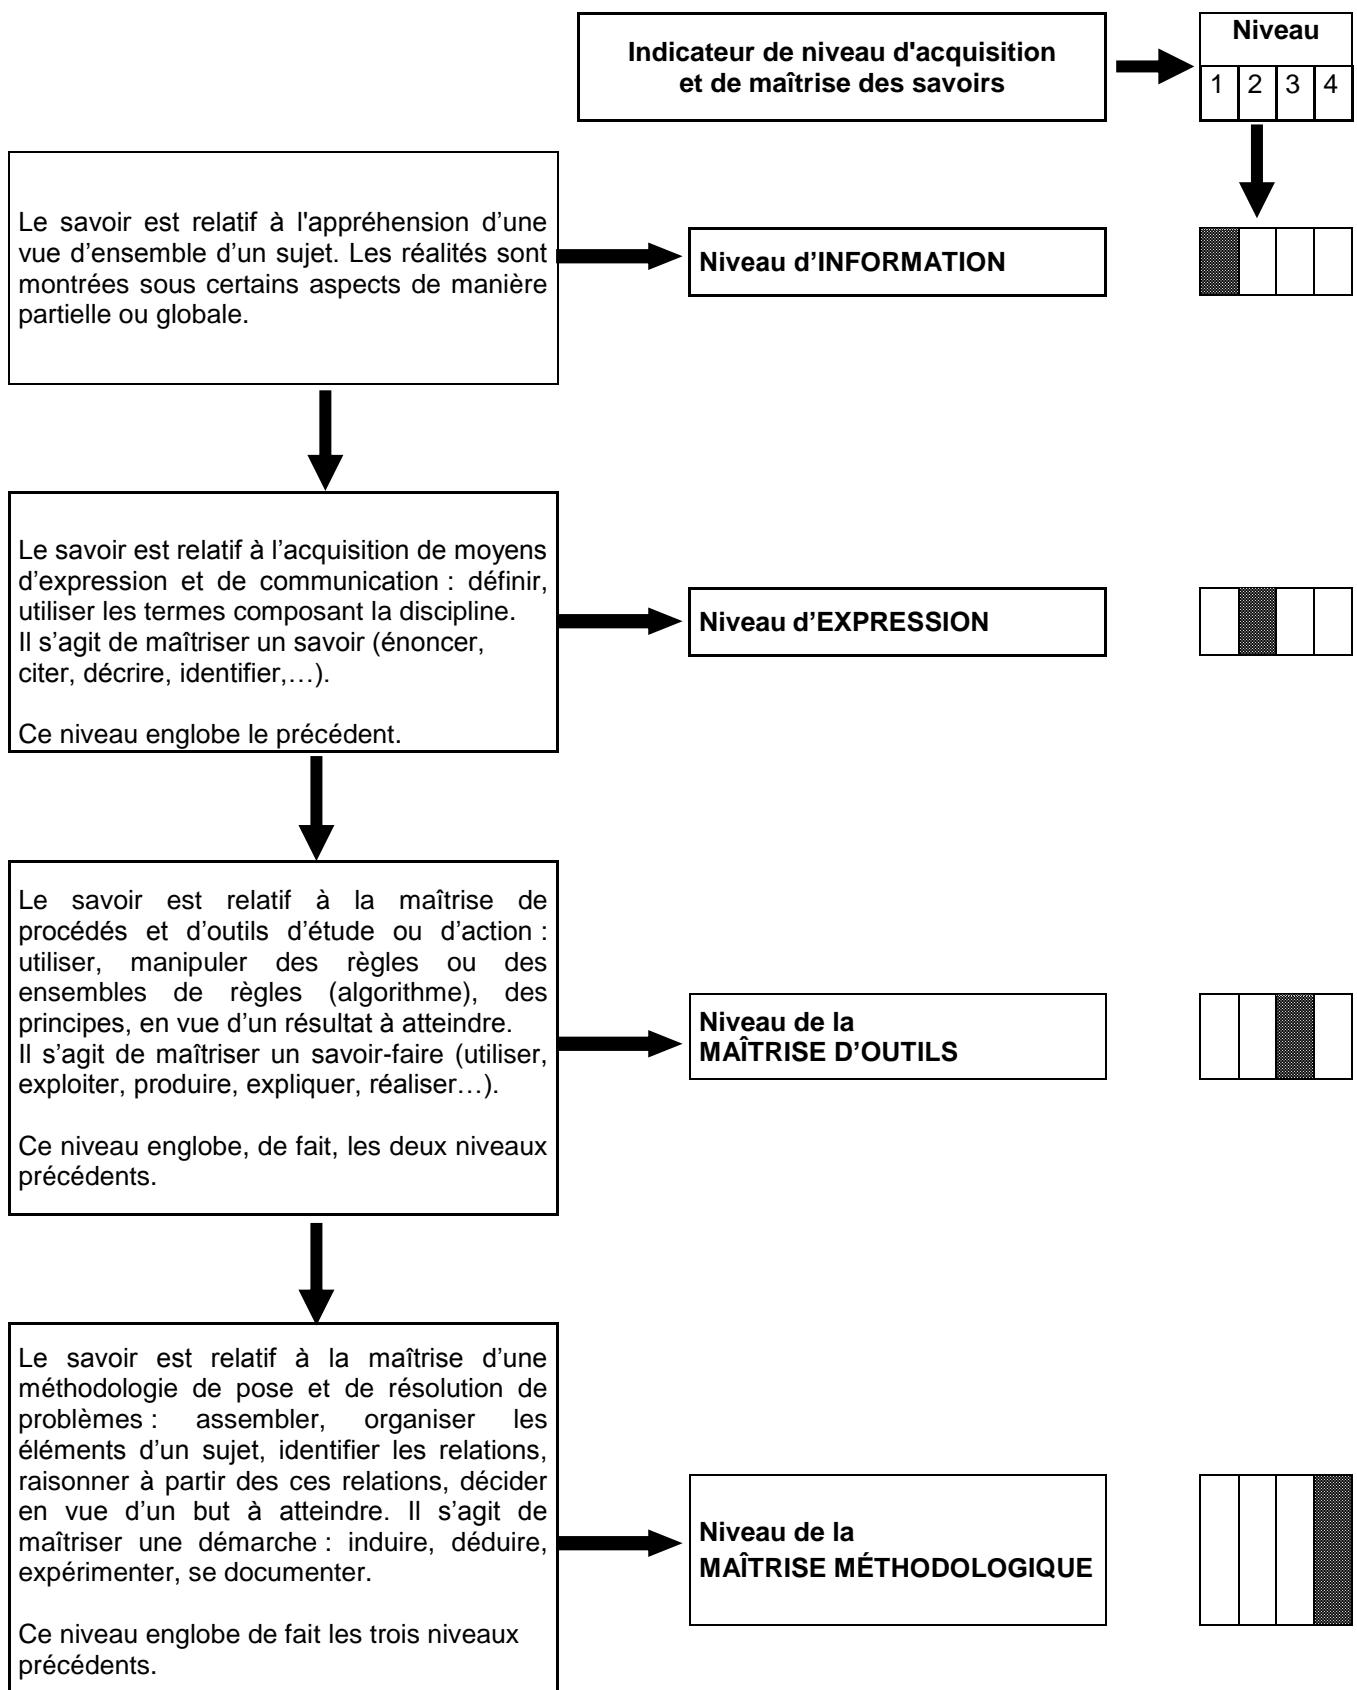 Indicateur de niveau d'acquisition
et de maîtrise des savoirs
Niveau
1 2 3 4
Le savoir est relatif à l'appréhension d’une
vue d’ensemble d’un sujet. Les réalités sont
montrées sous certains aspects de manière
partielle ou globale.
Niveau d’INFORMATION
Le savoir est relatif à l’acquisition de moyens
d’expression et de communication : définir,
utiliser les termes composant la discipline.
Il s’agit de maîtriser un savoir (énoncer,
citer, décrire, identifier,…).
Ce niveau englobe le précédent.
Niveau d’EXPRESSION
Le savoir est relatif à la maîtrise de
procédés et d’outils d’étude ou d’action :
utiliser, manipuler des règles ou des
ensembles de règles (algorithme), des
principes, en vue d’un résultat à atteindre.
Il s’agit de maîtriser un savoir-faire (utiliser,
exploiter, produire, expliquer, réaliser…).
Ce niveau englobe, de fait, les deux niveaux
précédents.
Niveau de la
MAÎTRISE D’OUTILS
Le savoir est relatif à la maîtrise d’une
méthodologie de pose et de résolution de
problèmes : assembler, organiser les
éléments d’un sujet, identifier les relations,
raisonner à partir des ces relations, décider
en vue d’un but à atteindre. Il s’agit de
maîtriser une démarche : induire, déduire,
expérimenter, se documenter.
Ce niveau englobe de fait les trois niveaux
précédents.
Niveau de la
MAÎTRISE MÉTHODOLOGIQUE